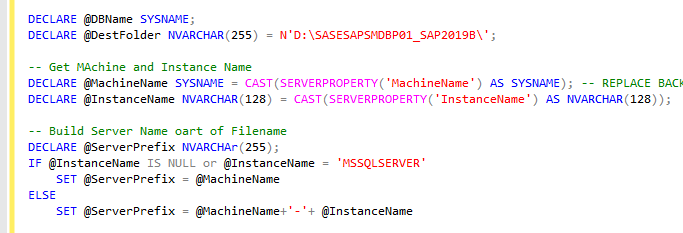 DECLARE @DBName SYSNAME;
DECLARE @DestFolder NVARCHAR(255) = N'D:\SASESAPSMDBP01_SAP2019B\';
-- Get MAchine and Instance Name
DECLARE @MachineName SYSNAME = CAST(SERVERPROPERTY('MachineName') AS SYSNAME); -- REPLACE BACK
DECLARE @InstanceName NVARCHAR(128) = CAST(SERVERPROPERTY('InstanceName') AS NVARCHAR(128));
-- Build Server Name oart of Filename
DECLARE @ServerPrefix NVARCHAr(255);
IF @InstanceName IS NULL or @InstanceName = 'MSSQLSERVER'
SET @ServerPrefix = @MachineName
ELSE
SET @ServerPrefix = @MachineName+'-'+ @InstanceName